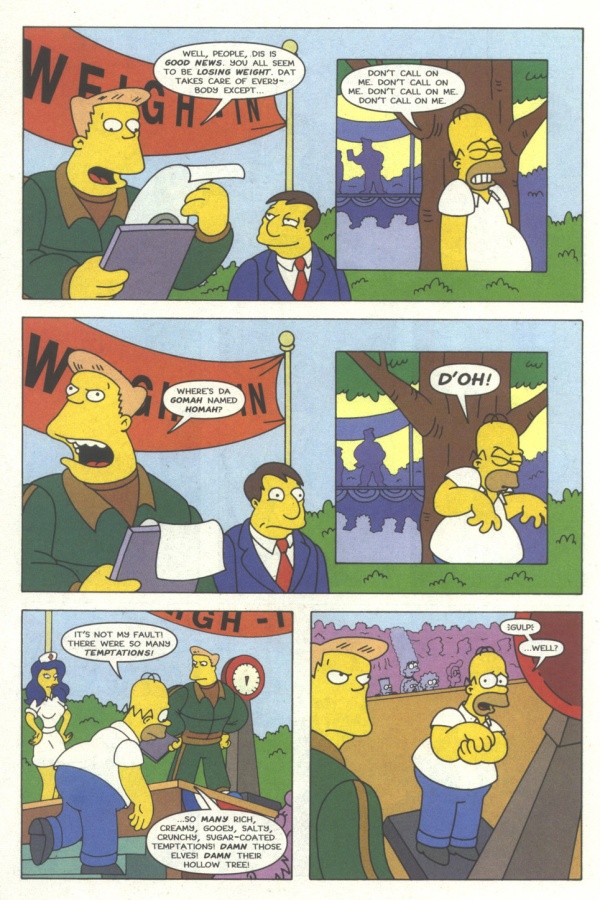 WEIGH-IN
WELL, PEOPLE, DIS IS
GOOD NEWS. YOU ALL SEEM
TO BE LOSING WEIGHT. DAT
TAKES CARE OF EVERY-
BODY EXCEPT...
DON'T CALL ON
ME. DON'T CALL ON
ME. DON'T CALL ON ME.
DON'T CALL ON ME.
W GH IN
WHERE'S DA
GOMAH NAMED
HOMAH?
D'OH!
EIGH-I
IT'S NOT MY FAULT!
THERE WERE SO MANY
TEMPTATIONS!
...SO MANY RICH,
CREAMY, GOOEY, SALTY,
CRUNCHY, SUGAR-COATED
TEMPTATIONS! DAMN THOSE
ELVES! DAMN THEIR
HOLLOW TREE!
GULP!
...WELL?